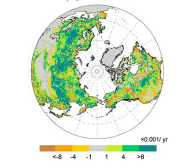 ×0.001/ yr
<-8 -4 -1 1 4 >8